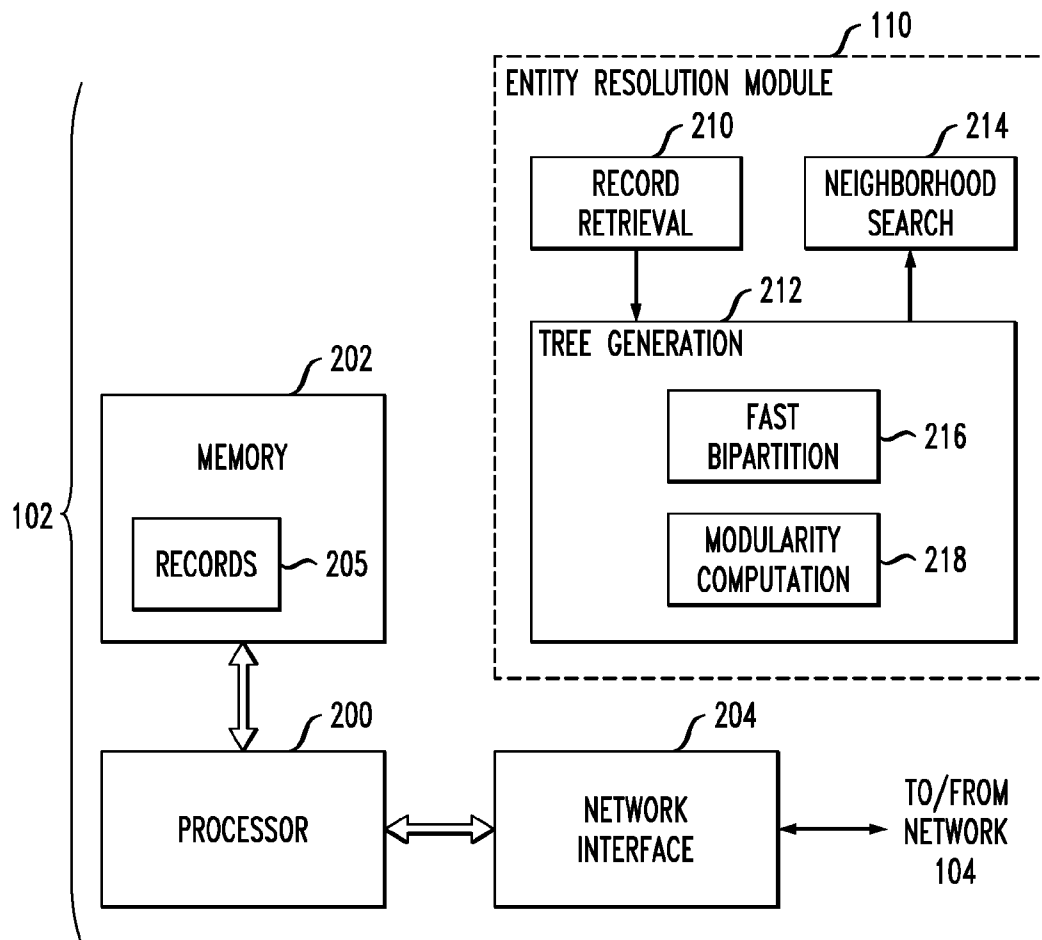 110
ENTITY RESOLUTION MODULE
210
214
RECORD
RETRIEVAL
NEIGHBORHOOD
SEARCH
212
TREE GENERATION
202
FAST
BIPARTITION
216
MEMORY
102
RECORDS
205
MODULARITY
COMPUTATION
218
200
204
PROCESSOR
NETWORK
INTERFACE
TO/FROM
NETWORK
104